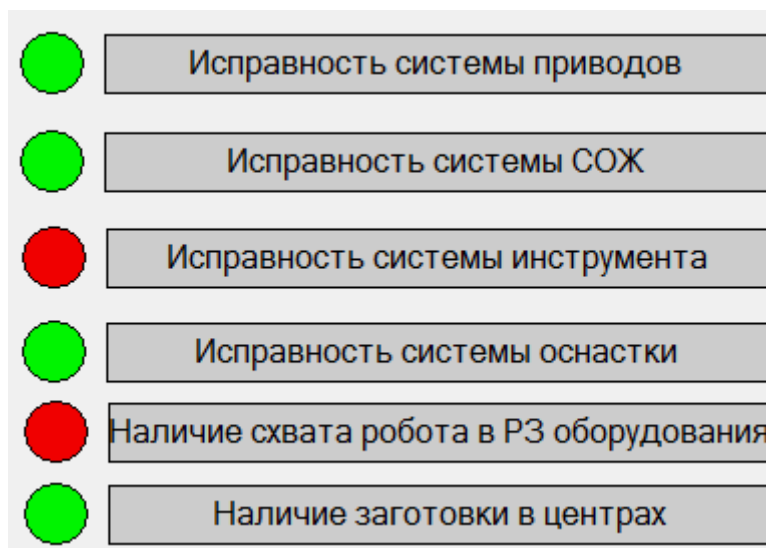 Исправность системы приводов
Исправность системы СОЖ
Исправность системы инструмента
Исправность системы оснастки
Наличие схвата робота в РЗ оборудования
Наличие заготовки в центрах